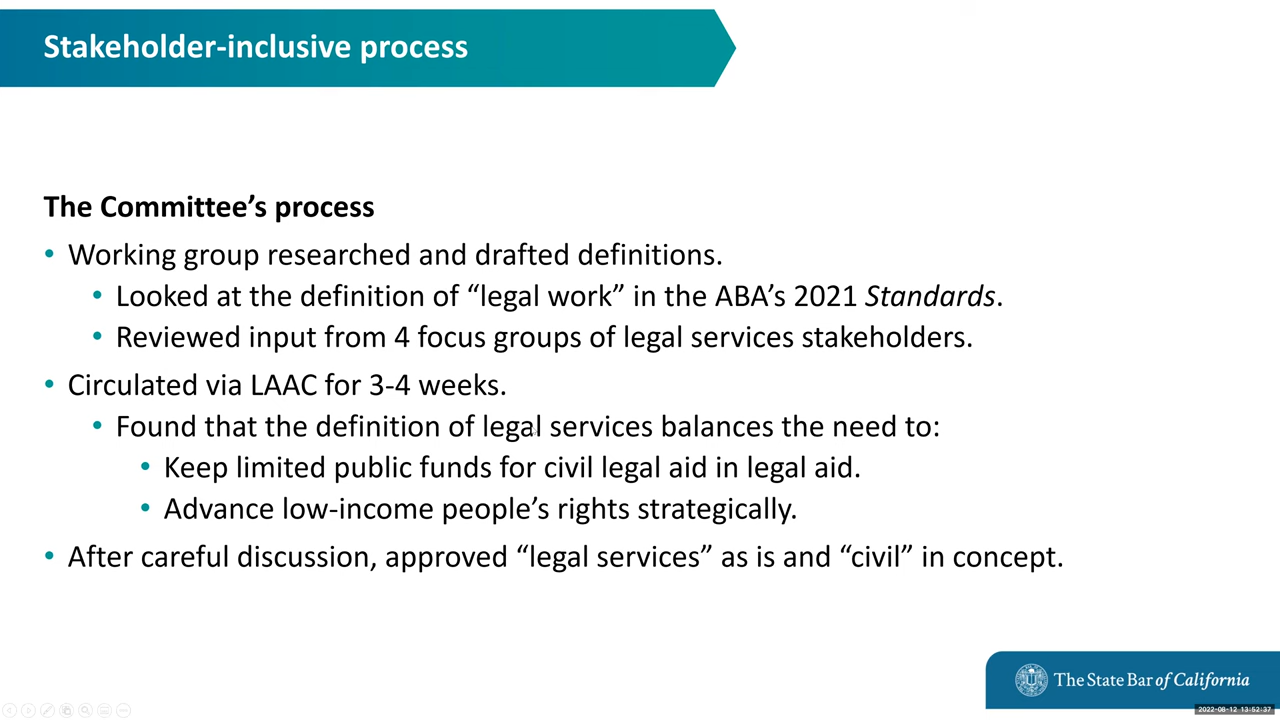 Stakeholder-inclusive process
The Committee’s process
• Working group researched and drafted definitions.
• Looked at the definition of “legal work” in the ABA’s 2021 Standards.
• Reviewed input from 4 focus groups of legal services stakeholders.
• Circulated via LAAC for 3-4 weeks.
• Found that the definition of legal services balances the need to:
• Keep limited public funds for civil legal aid in legal aid.
• Advance low-income people’s rights strategically.
• After careful discussion, approved “legal services” as is and “civil” in concept.
The State Bar of California
2022-08-12 13:52:37